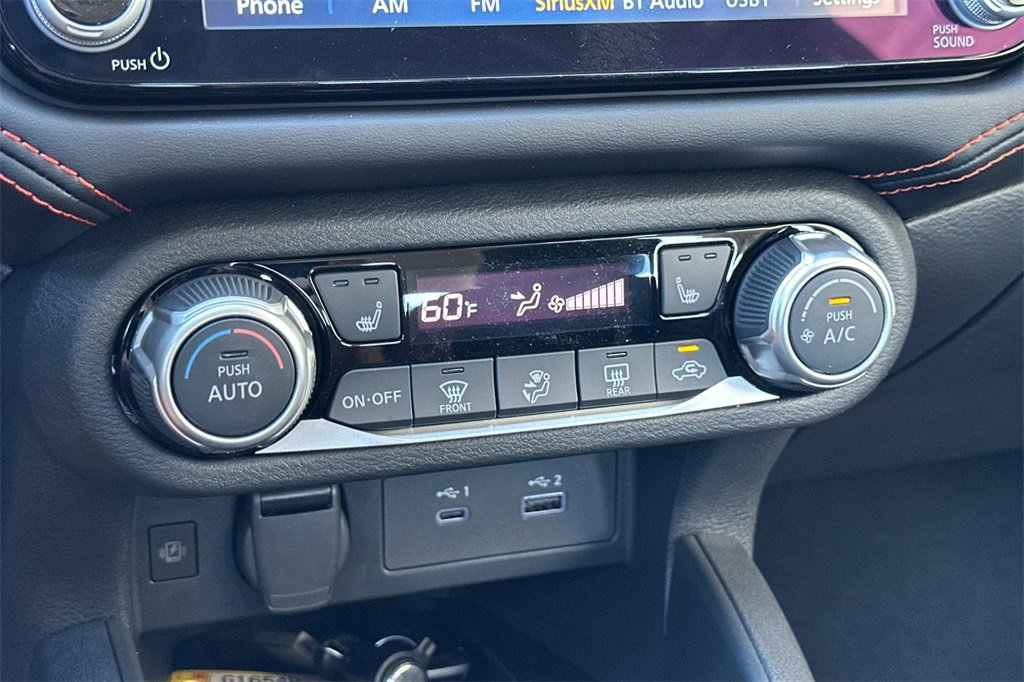 Phone AM FM SiriusXM BT Audio USB1 Settings
PUSH
PUSH
SOUND
60°F
PUSH
AUTO
PUSH
A/C
ON·OFF
FRONT
REAR
1
2